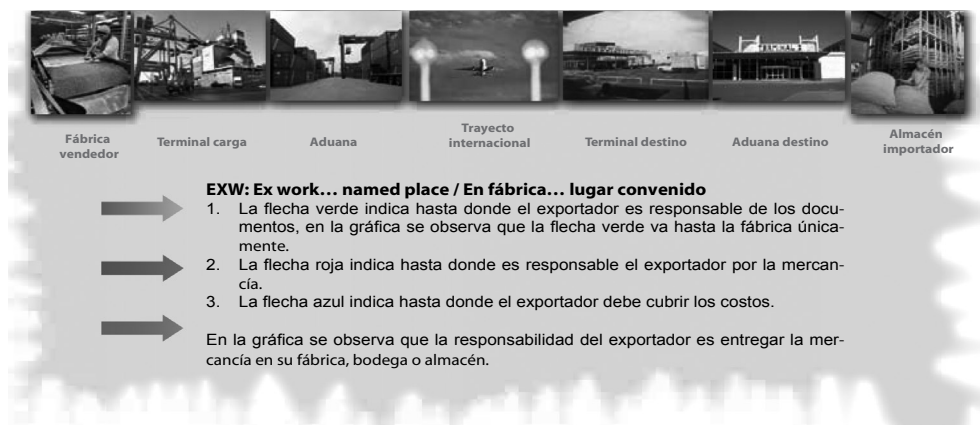 TERMINAL 2
Fábrica
vendedor
Terminal carga
Aduana
Trayecto
internacional
Terminal destino
Aduana destino
Almacén
importador
EXW: Ex work... named place / En fábrica... lugar convenido
1. La flecha verde indica hasta donde el exportador es responsable de los docu-
mentos, en la gráfica se observa que la flecha verde va hasta la fábrica única-
mente.
2. La flecha roja indica hasta donde es responsable el exportador por la mercan-
cía.
3. La flecha azul indica hasta donde el exportador debe cubrir los costos.
En la gráfica se observa que la responsabilidad del exportador es entregar la mer-
cancía en su fábrica, bodega o almacén.